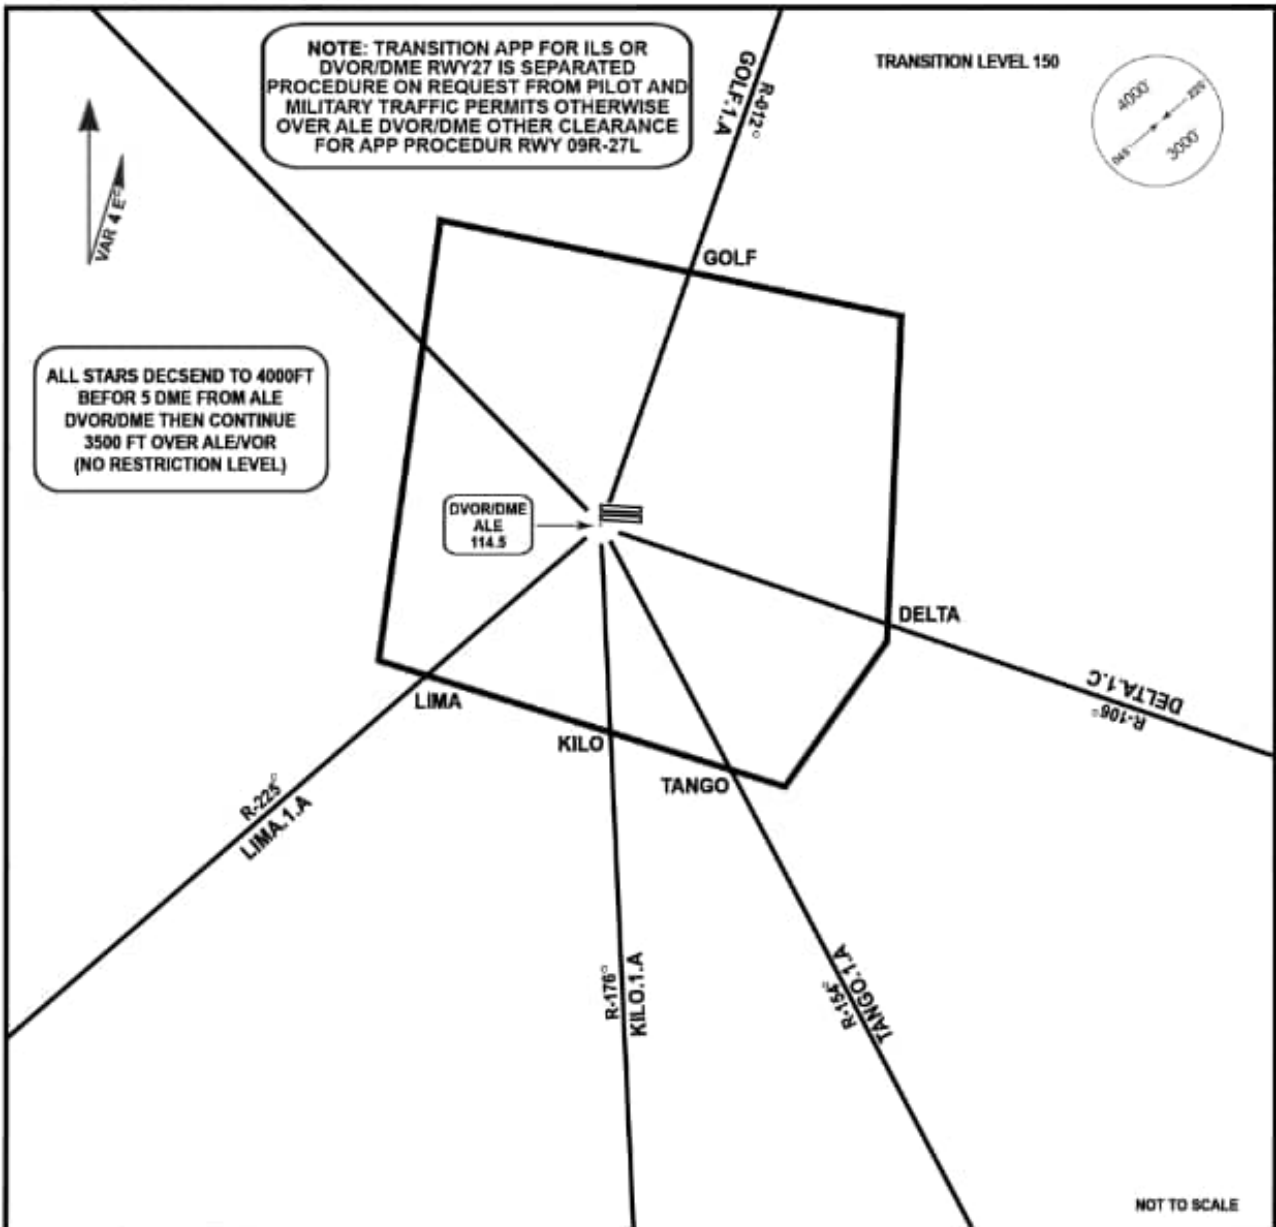 NOTE: TRANSITION APP FOR ILS OR
DVOR/DME RWY27 IS SEPARATED
PROCEDURE ON REQUEST FROM PILOT AND
MILITARY TRAFFIC PERMITS OTHERWISE
OVER ALE DVOR/DME OTHER CLEARANCE
FOR APP PROCEDUR RWY 09R-27L
GOLF.1.A
R-012°
TRANSITION LEVEL 150
4000'
225°
045°
3000'
VAR 4 E°
GOLF
ALL STARS DECSEND TO 4000FT
BEFOR 5 DME FROM ALE
DVOR/DME THEN CONTINUE
3500 FT OVER ALE/VOR
(NO RESTRICTION LEVEL)
DVOR/DME
ALE
114.5
DELTA
DELTA.1.C
R-106°
LIMA
KILO
TANGO
R-225°
LIMA.1.A
R-176°
KILO.1.A
R-154°
TANGO.1.A
NOT TO SCALE